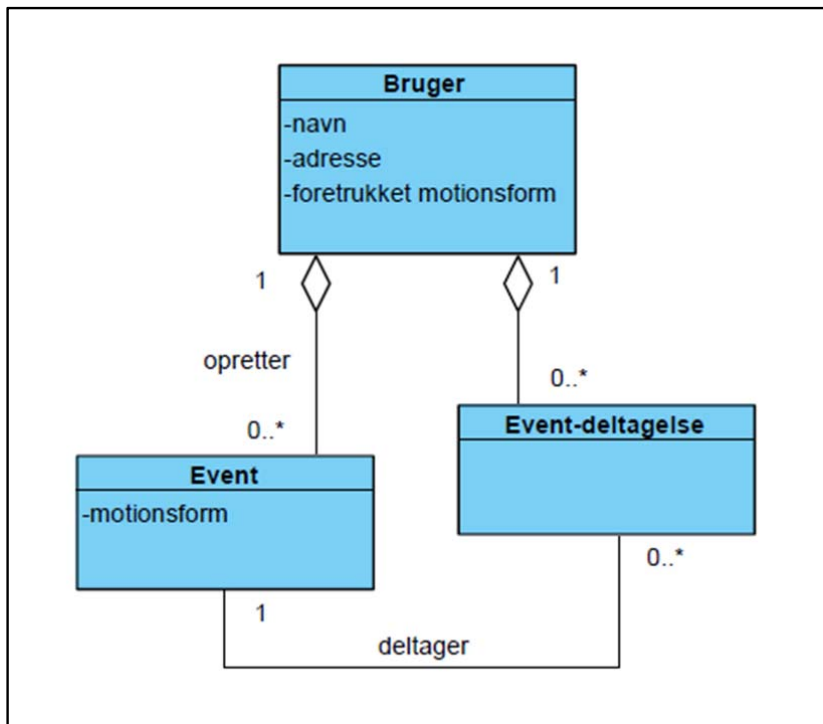 Bruger
-navn
-adresse
-foretrukket motionsform
1
1
opretter
0..*
0..*
Event-deltagelse
Event
-motionsform
0..*
1
deltager